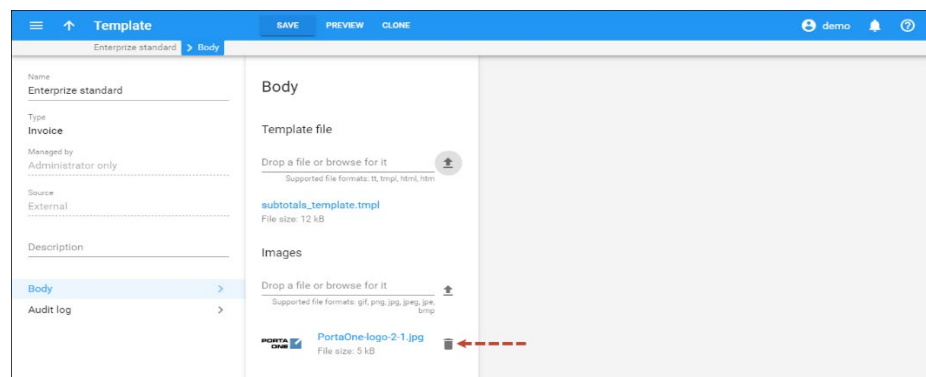 Template
SAVE PREVIEW CLONE
demo
Enterprize standard > Body
Name
Enterprize standard
Type
Invoice
Managed by
Administrator only
Source
External
Description
Body >
Audit log >
Body
Template file
Drop a file or browse for it
Supported file formats: tt, tmpl, html, htm
subtotals_template.tmpl
File size: 12 kB
Images
Drop a file or browse for it
Supported file formats: gif, png, jpg, jpeg, jpe,
bmp
PORTA
ONE
PortaOne-logo-2-1.jpg
File size: 5 kB